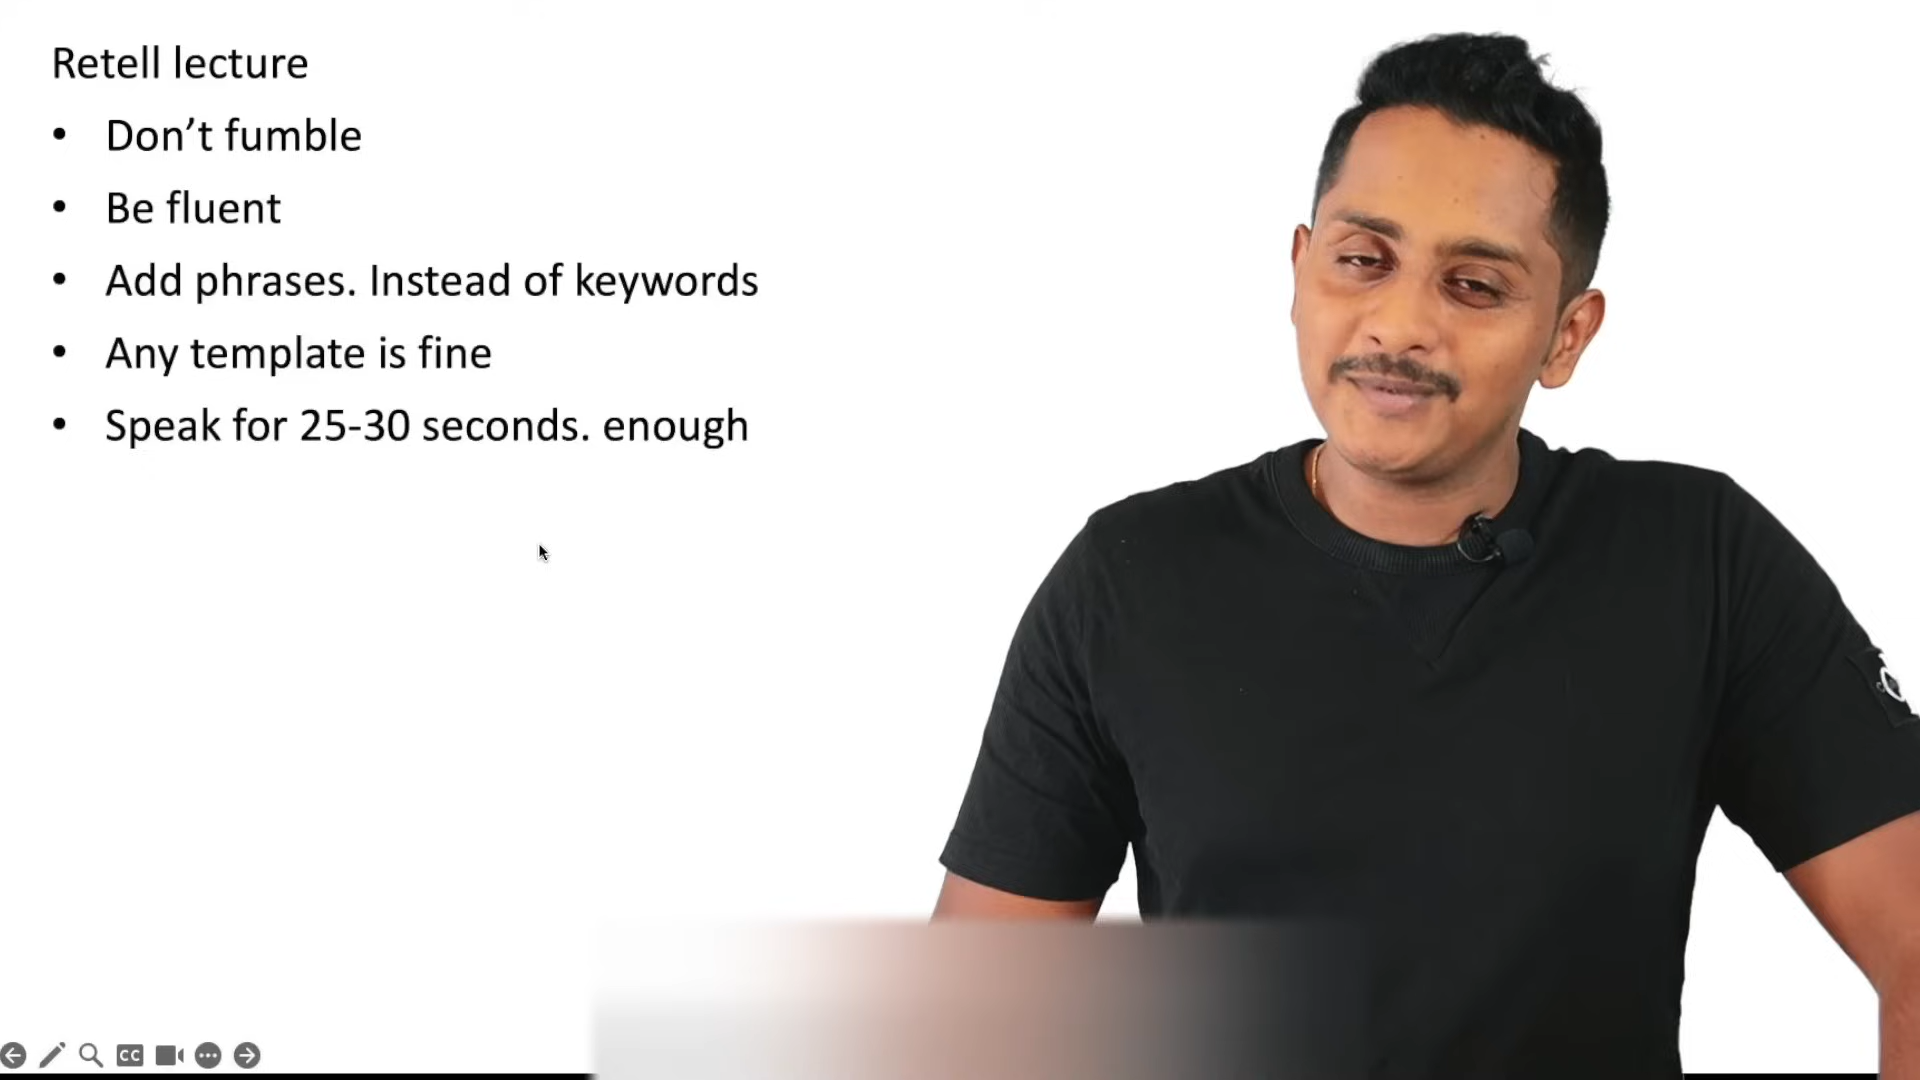 Retell lecture
• Don’t fumble
• Be fluent
• Add phrases. Instead of keywords
• Any template is fine
• Speak for 25-30 seconds. enough
CC